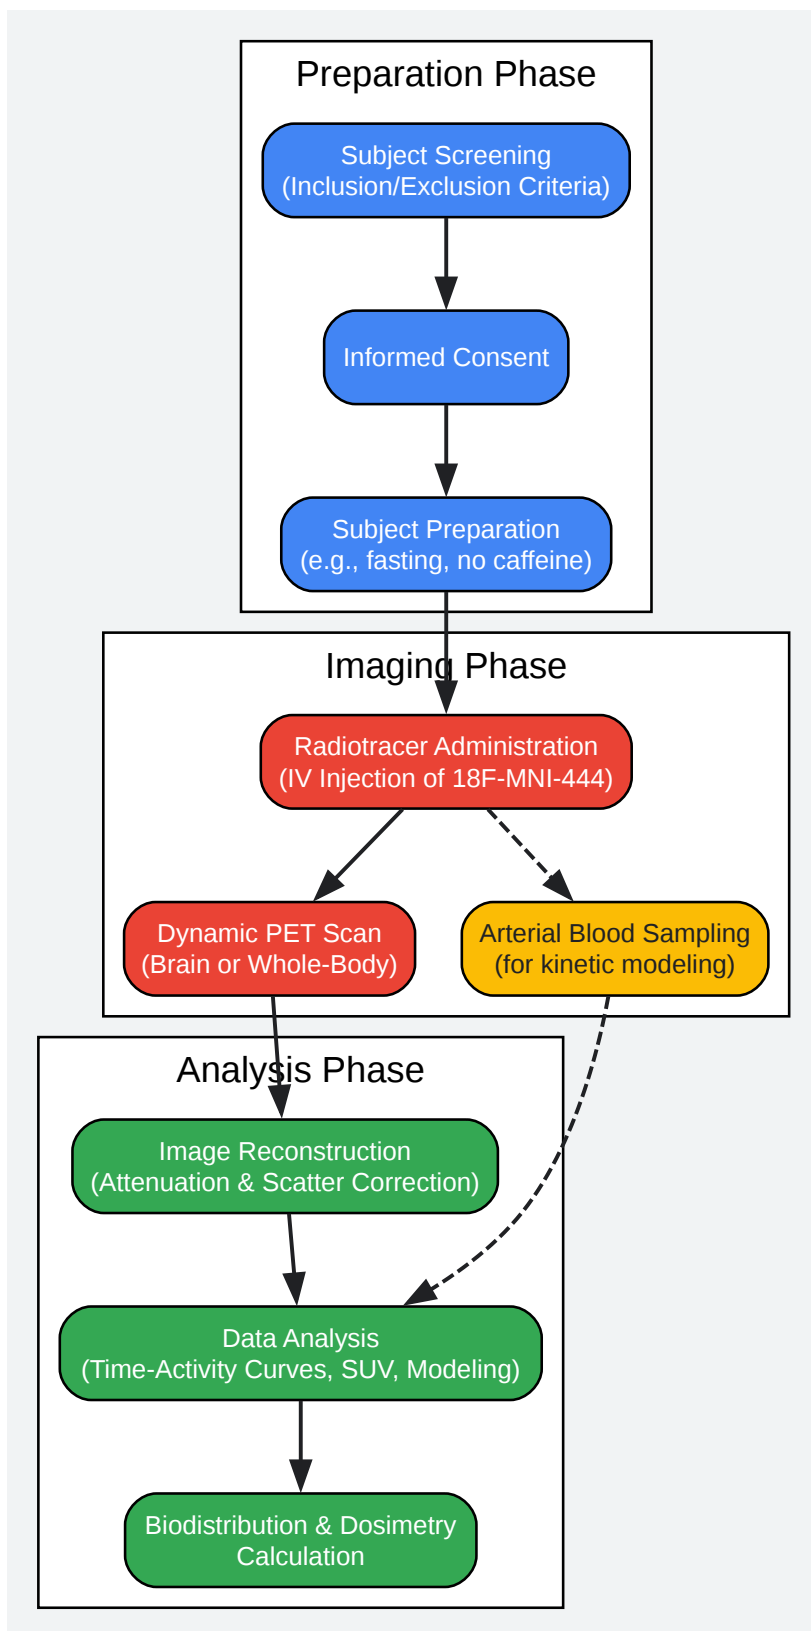 Preparation Phase
Subject Screening
(Inclusion/Exclusion Criteria)
Informed Consent
Subject Preparation
(e.g., fasting, no caffeine)
Imaging Phase
Radiotracer Administration
(IV Injection of 18F-MNI-444)
Dynamic PET Scan
(Brain or Whole-Body)
Arterial Blood Sampling
(for kinetic modeling)
Analysis Phase
Image Reconstruction
(Attenuation & Scatter Correction)
Data Analysis
(Time-Activity Curves, SUV, Modeling)
Biodistribution & Dosimetry
Calculation